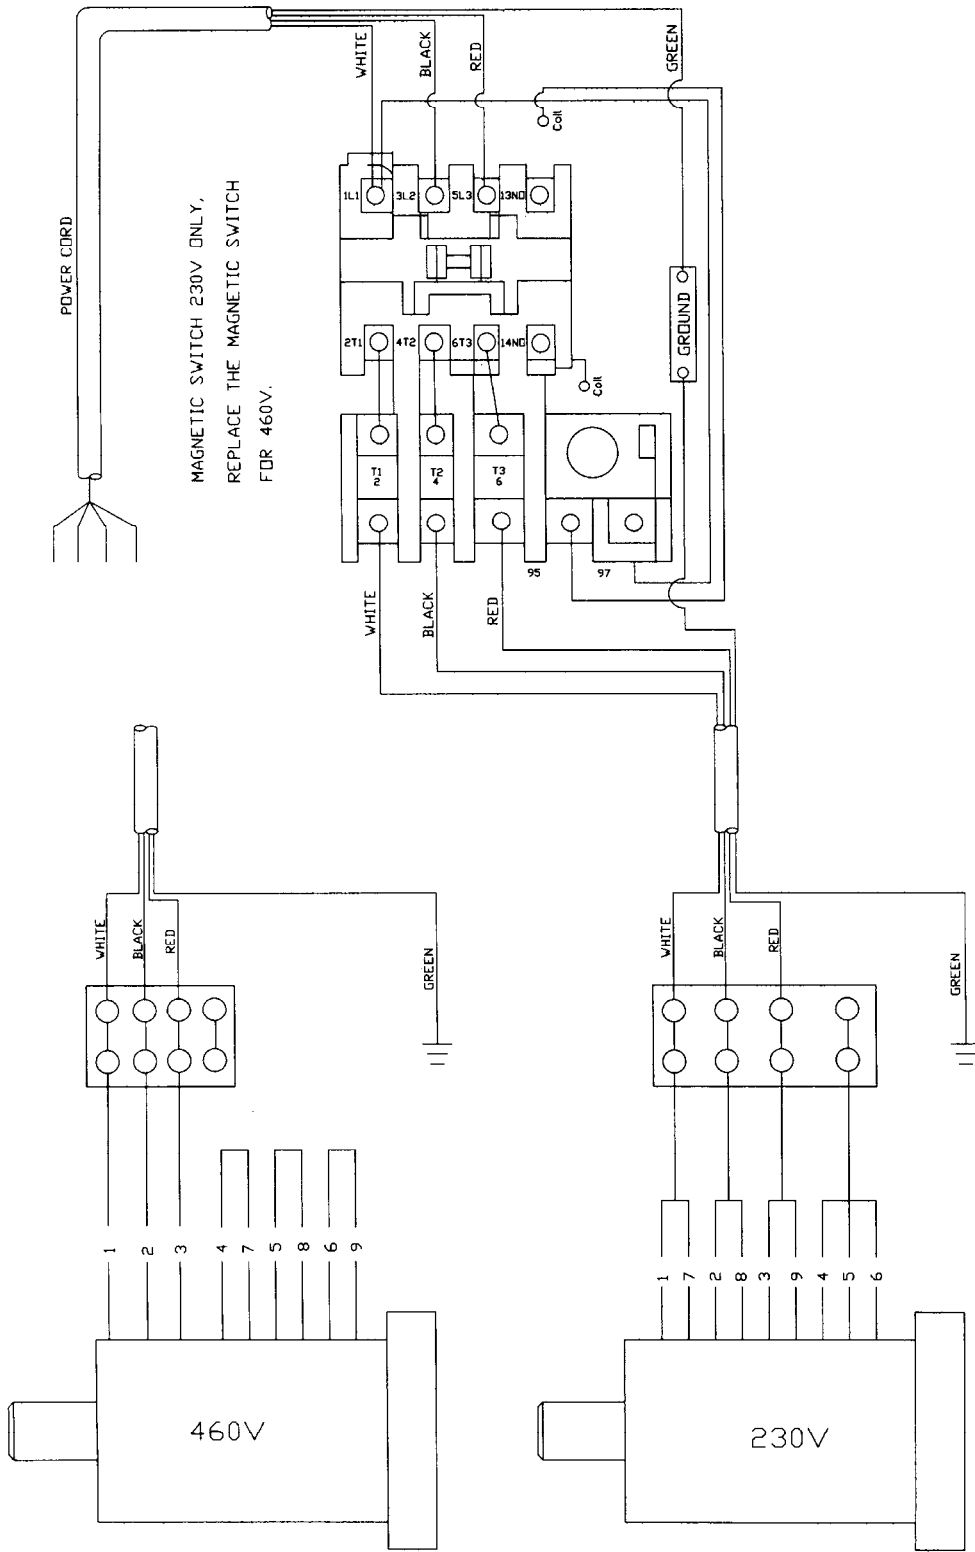 POWER CORD
MAGNETIC SWITCH 230V ONLY,
REPLACE THE MAGNETIC SWITCH
FOR 460V.
WHITE
BLACK
RED
GREEN
Coil
1L1
3L2
5L3
13NO
2T1
4T2
6T3
14NO
Coil
GROUND
T1
2
T2
4
T3
6
95
97
WHITE
BLACK
RED
WHITE
BLACK
RED
GREEN
1
2
3
4
7
5
8
6
9
460V
WHITE
BLACK
RED
GREEN
1
7
2
8
3
9
4
5
6
230V